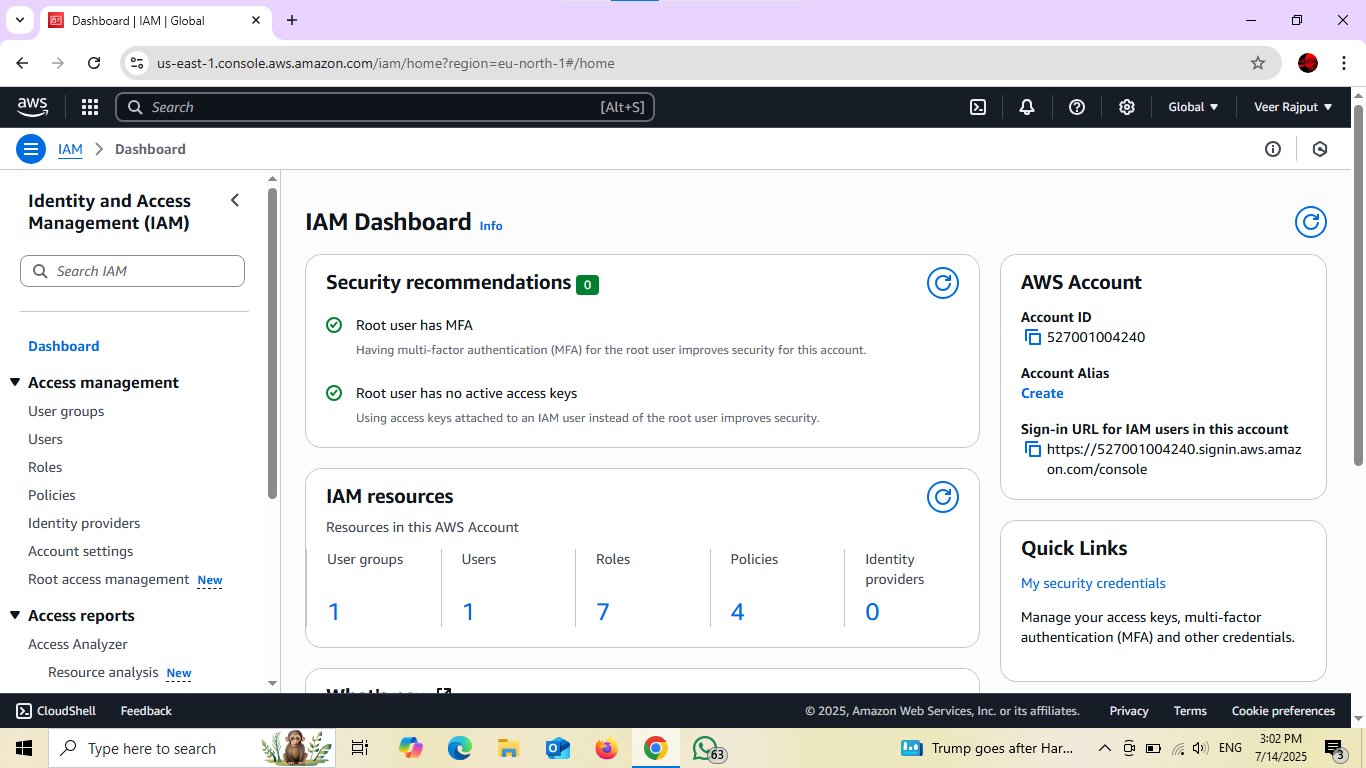 Dashboard | IAM | Global
us-east-1.console.aws.amazon.com/iam/home?region=eu-north-1#/home
aws
Search
[Alt+S]
Global
Veer Rajput
IAM
Dashboard
Identity and Access
Management (IAM)
Search IAM
Dashboard
Access management
User groups
Users
Roles
Policies
Identity providers
Account settings
Root access management New
Access reports
Access Analyzer
Resource analysis New
IAM Dashboard Info
Security recommendations 0
Root user has MFA
Having multi-factor authentication (MFA) for the root user improves security for this account.
Root user has no active access keys
Using access keys attached to an IAM user instead of the root user improves security.
IAM resources
Resources in this AWS Account
User groups
1
Users
1
Roles
7
Policies
4
Identity
providers
0
AWS Account
Account ID
527001004240
Account Alias
Create
Sign-in URL for IAM users in this account
https://527001004240.signin.aws.amaz
on.com/console
Quick Links
My security credentials
Manage your access keys, multi-factor
authentication (MFA) and other credentials.
CloudShell
Feedback
© 2025, Amazon Web Services, Inc. or its affiliates.
Privacy
Terms
Cookie preferences
Type here to search
63
Trump goes after Har...
ENG
3:02 PM
7/14/2025
3